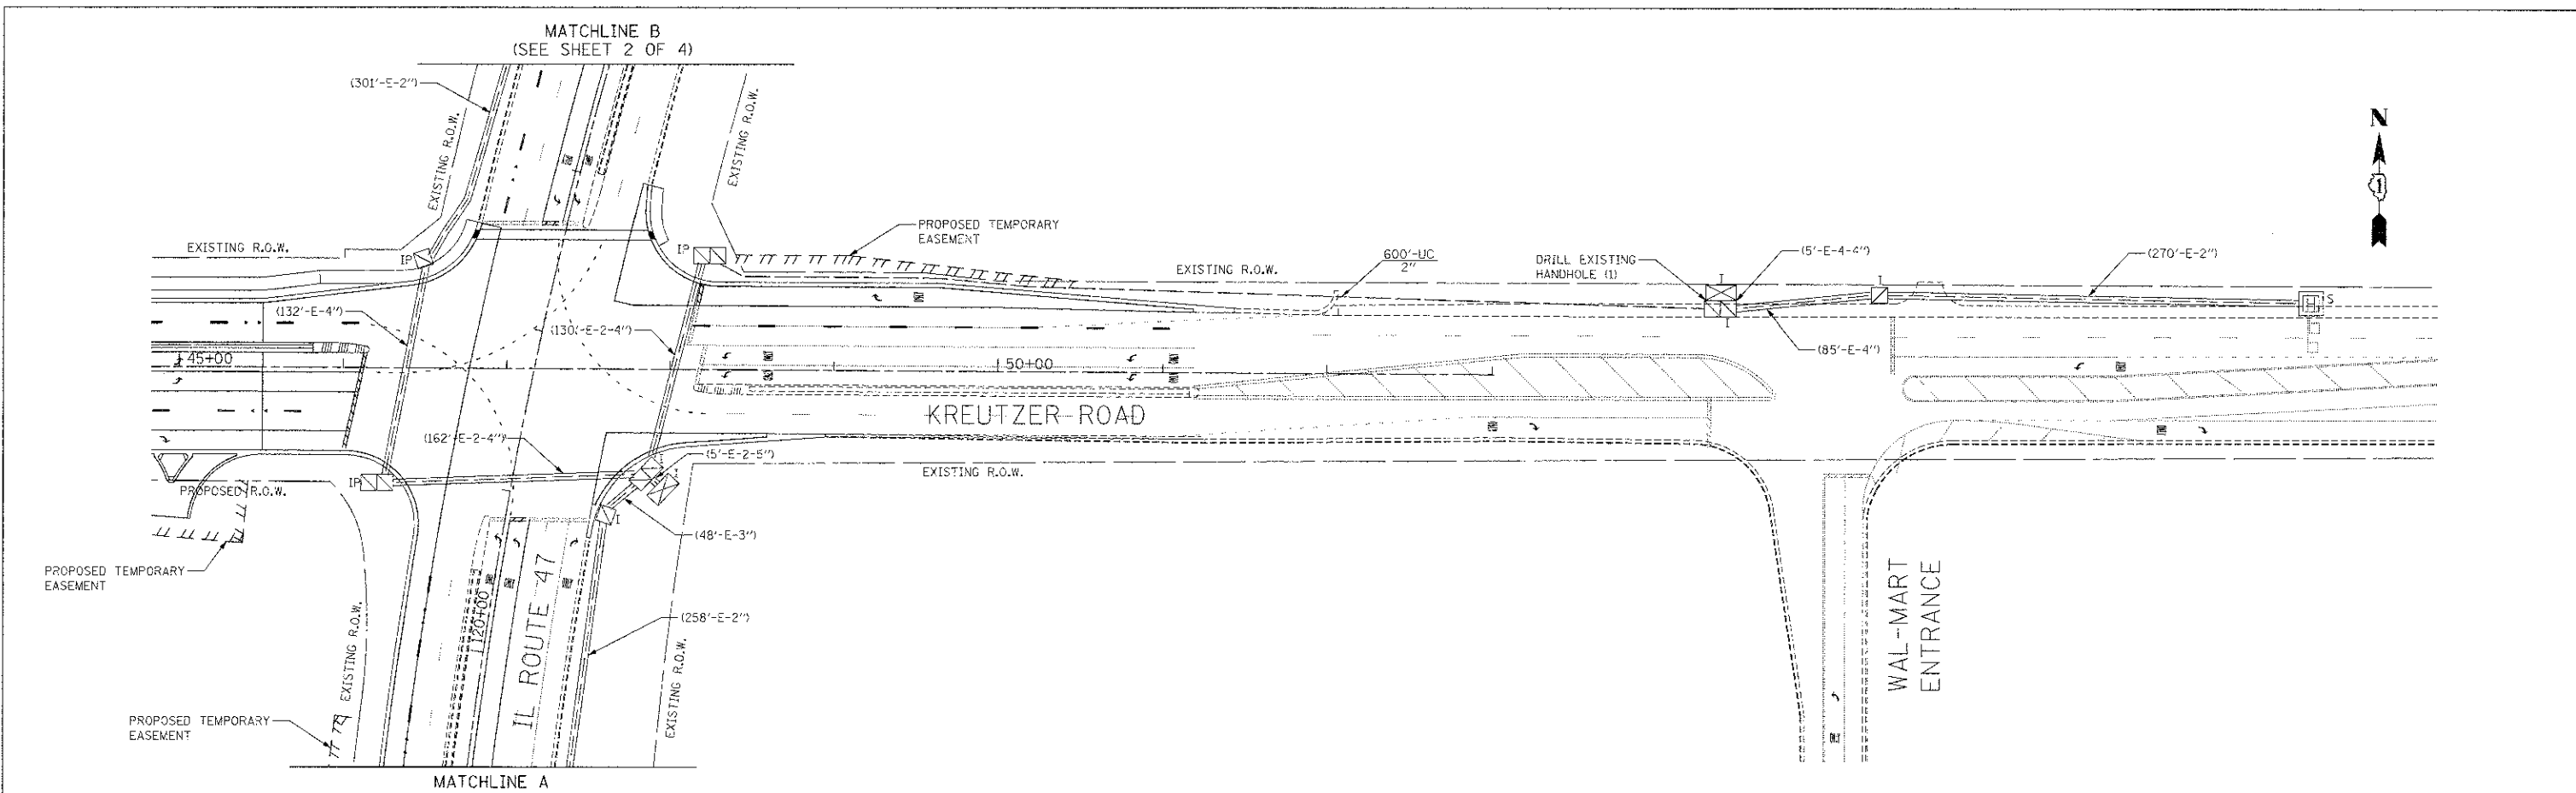 MATCHLINE B
(SEE SHEET 2 OF 4)
(301'-E-2")
EXISTING R.O.W.
EXISTING R.O.W.
N
1
EXISTING R.O.W.
IP
IP
PROPOSED TEMPORARY
EASEMENT
EXISTING R.O.W.
600'-UC
2"
DRILL EXISTING
HANDHOLE (1)
I
(5'-E-4-4")
I
(270'-E-2")
H
S
I
(85'-E-4")
(132'-E-4")
(130'-E-2-4")
45+00
50+00
KREUTZER ROAD
(162'-E-2-4")
(5'-E-2-5")
EXISTING R.O.W.
EXISTING R.O.W.
IP
PROPOSED R.O.W.
I
(48'-E-3")
PROPOSED TEMPORARY
EASEMENT
120+00
IL ROUTE 47
(258'-E-2")
EXISTING R.O.W.
EXISTING R.O.W.
WAL-MART
ENTRANCE
PROPOSED TEMPORARY
EASEMENT
MATCHLINE A